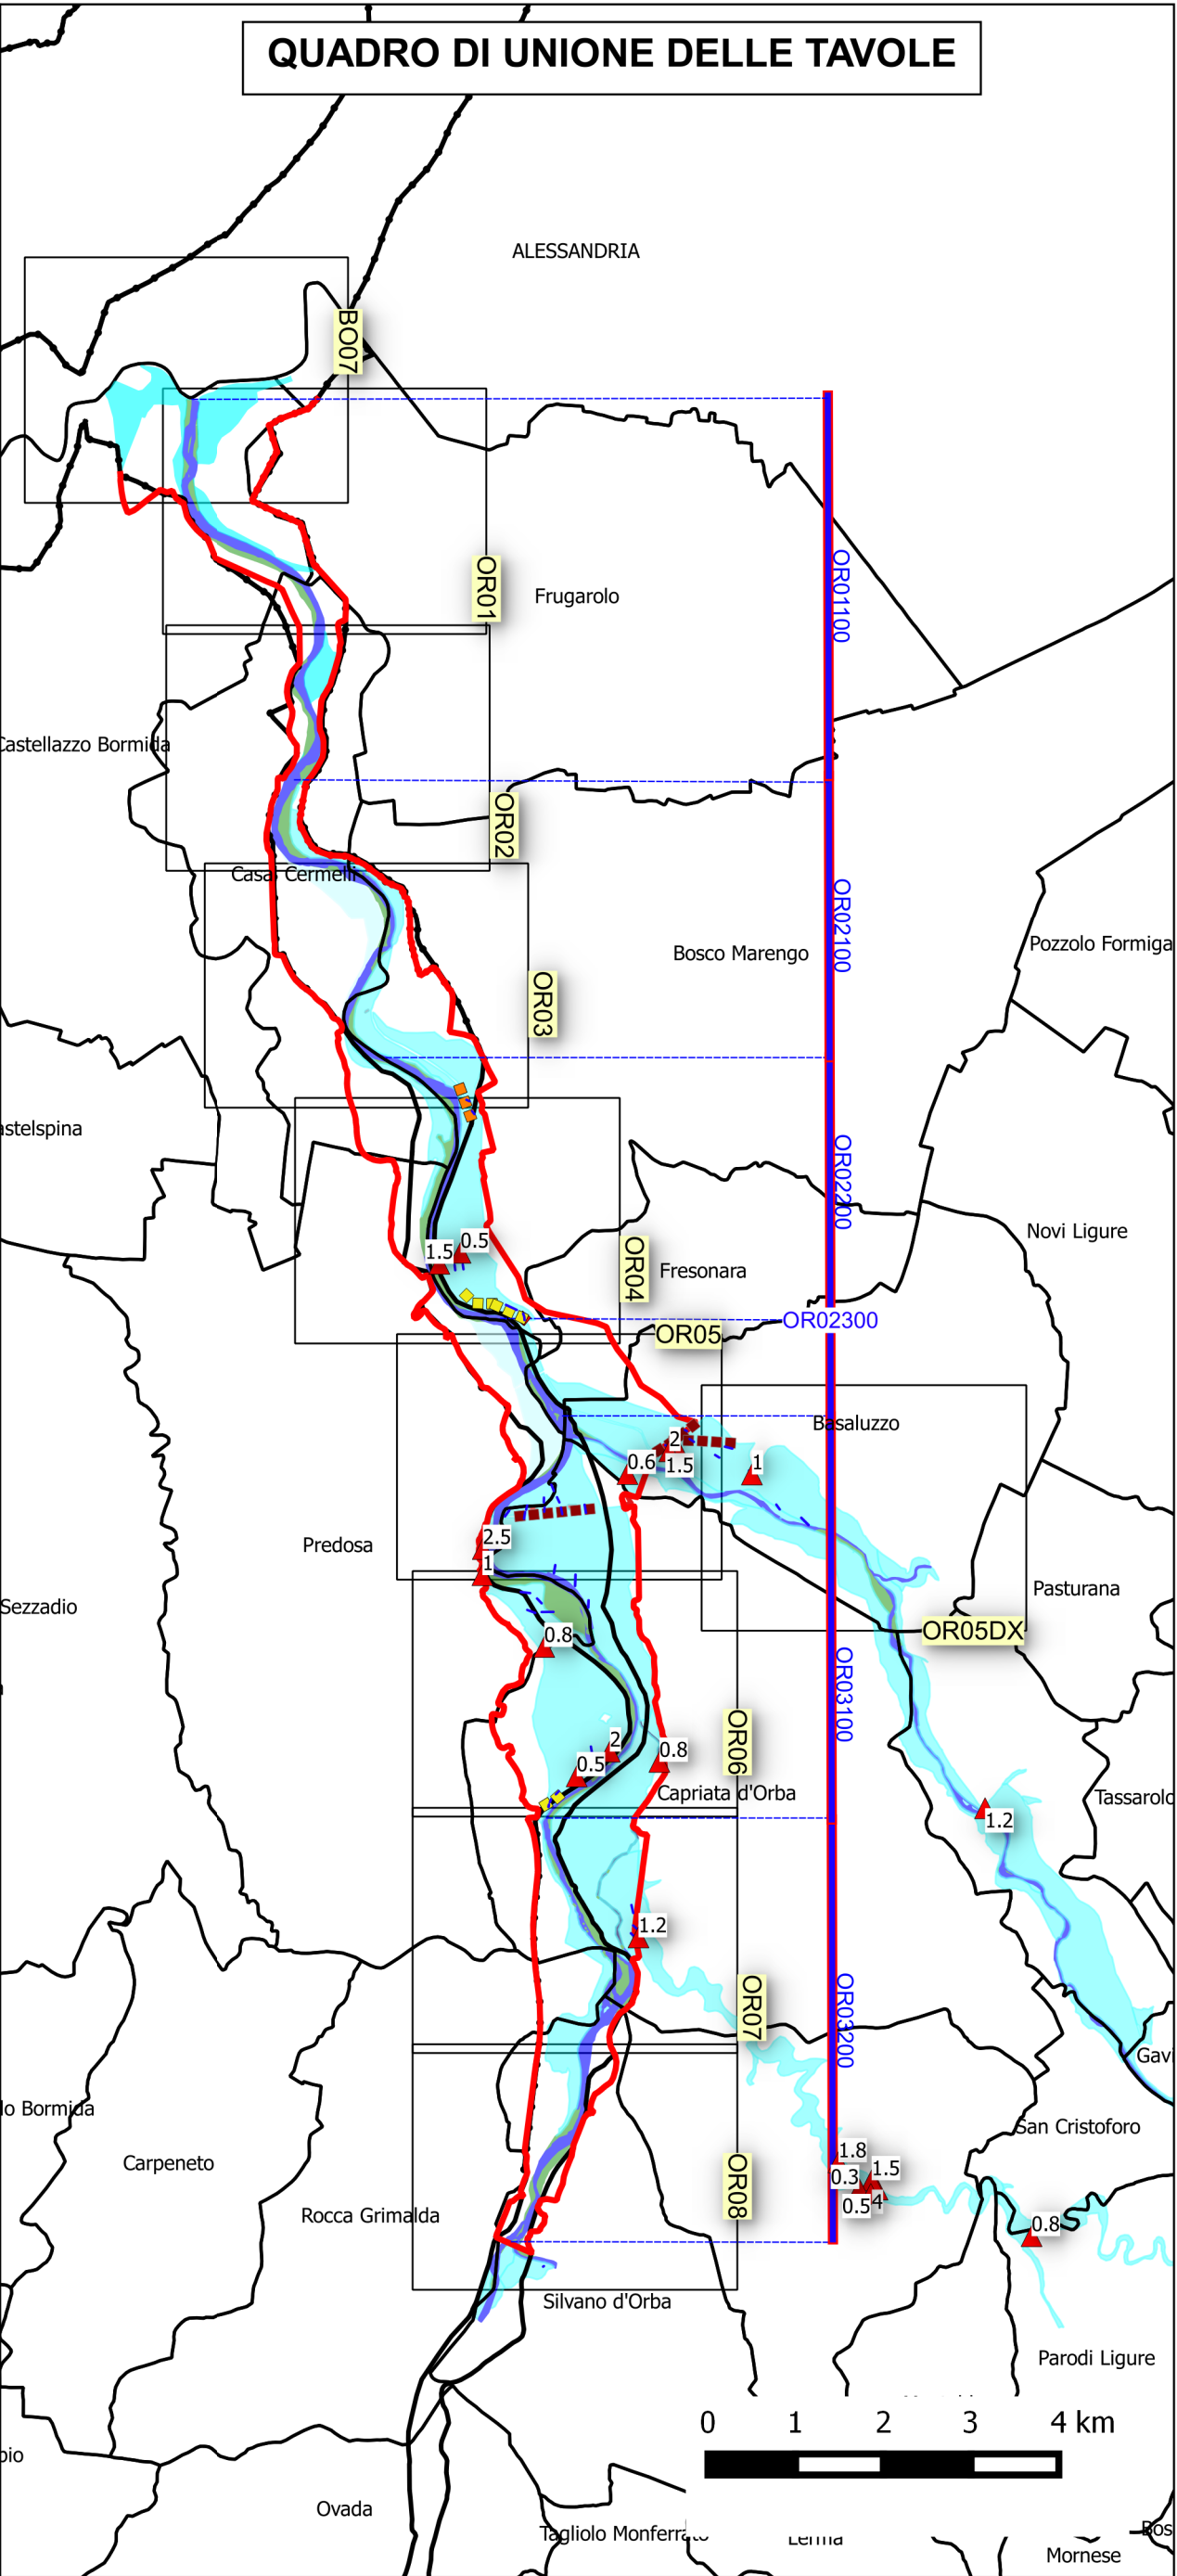 QUADRO DI UNIONE DELLE TAVOLE
ALESSANDRIA
BO07
OR01
Frugarolo
OR01100
Castellazzo Bormida
OR02
Casal Cermelli
OR02100
Bosco Marengo
Pozzolo Formiga
OR03
astelspina
OR02200
Novi Ligure
0.5
1.5
OR04
Fresonara
OR02300
OR05
Basaluzzo
2
0.6
1.5
1
2.5
Predosa
1
Pasturana
Sezzadio
OR05DX
0.8
OR03100
OR06
2
0.8
0.5
Capriata d'Orba
Tassarolo
1.2
1.2
OR07
OR03200
Gavi
lo Bormida
San Cristoforo
1.8
Carpeneto
1.5
0.3
OR08
0.5
4
Rocca Grimalda
0.8
Silvano d'Orba
Parodi Ligure
0 1 2 3 4 km
Ovada
Tagliolo Monferrato
Lerma
Bos
Mornese